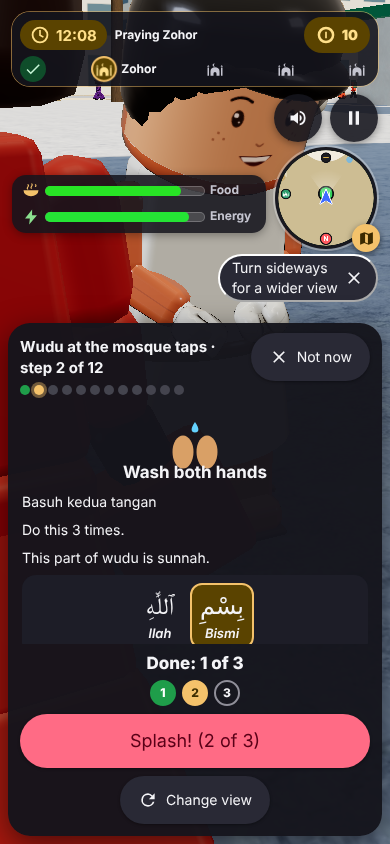 12:08 Praying Zohor 10
Zohor
Food
Energy
N
Turn sideways
for a wider view
Wudu at the mosque taps ·
step 2 of 12
Not now
Wash both hands
Basuh kedua tangan
Do this 3 times.
This part of wudu is sunnah.
بِسْمِ ٱللَّهِ
Bismi llah
Done: 1 of 3
1 2 3
Splash! (2 of 3)
Change view